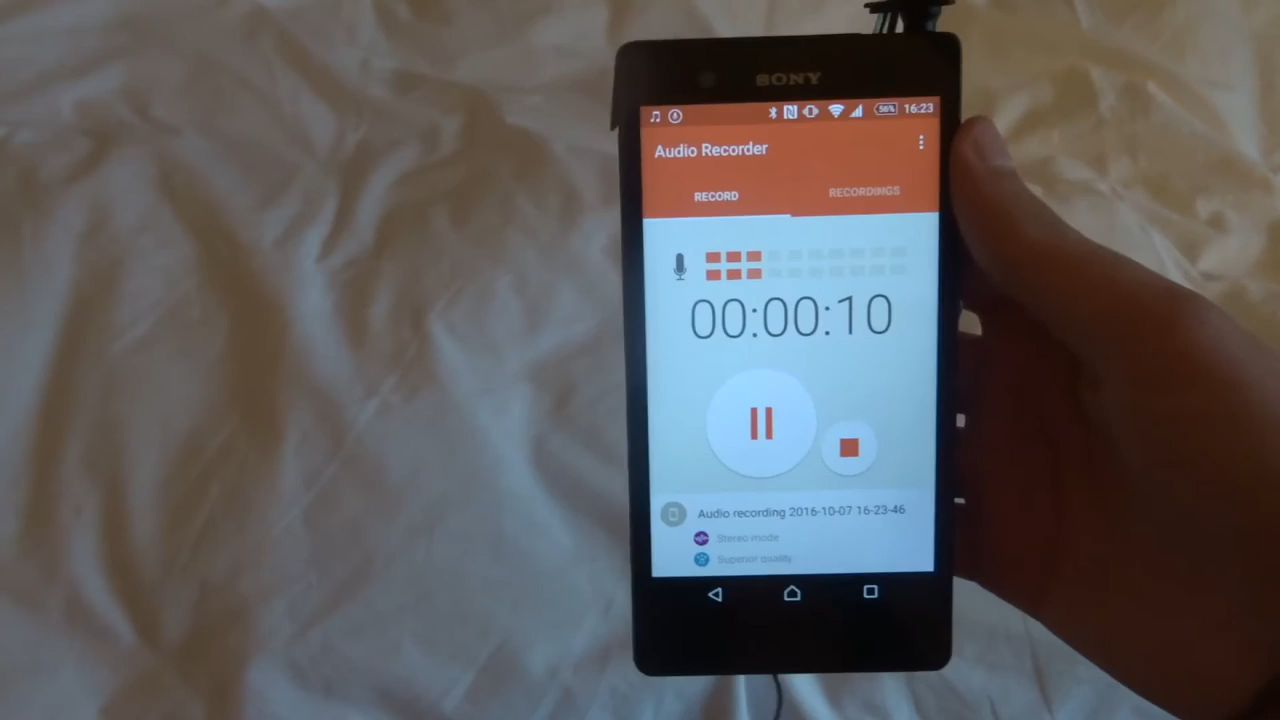 SONY
56% 16:23
Audio Recorder
RECORD RECORDINGS
00:00:10
Audio recording 2016-10-07 16-23-46
Stereo mode
Superior quality